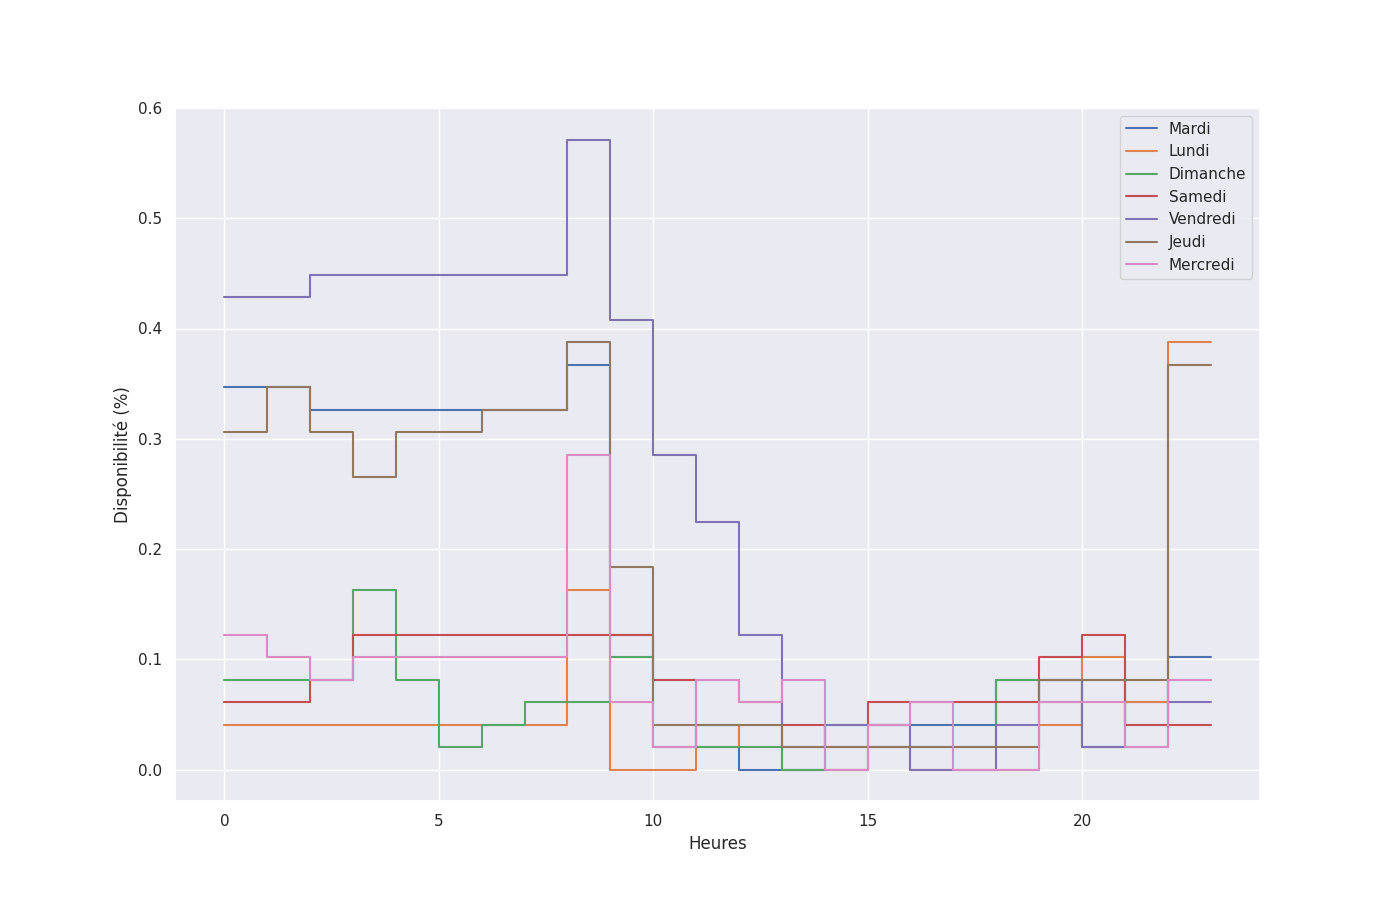 0.6
0.5
0.4
0.3
0.2
0.1
0.0
Disponibilité (%)
0 5 10 15 20
Heures
Mardi
Lundi
Dimanche
Samedi
Vendredi
Jeudi
Mercredi